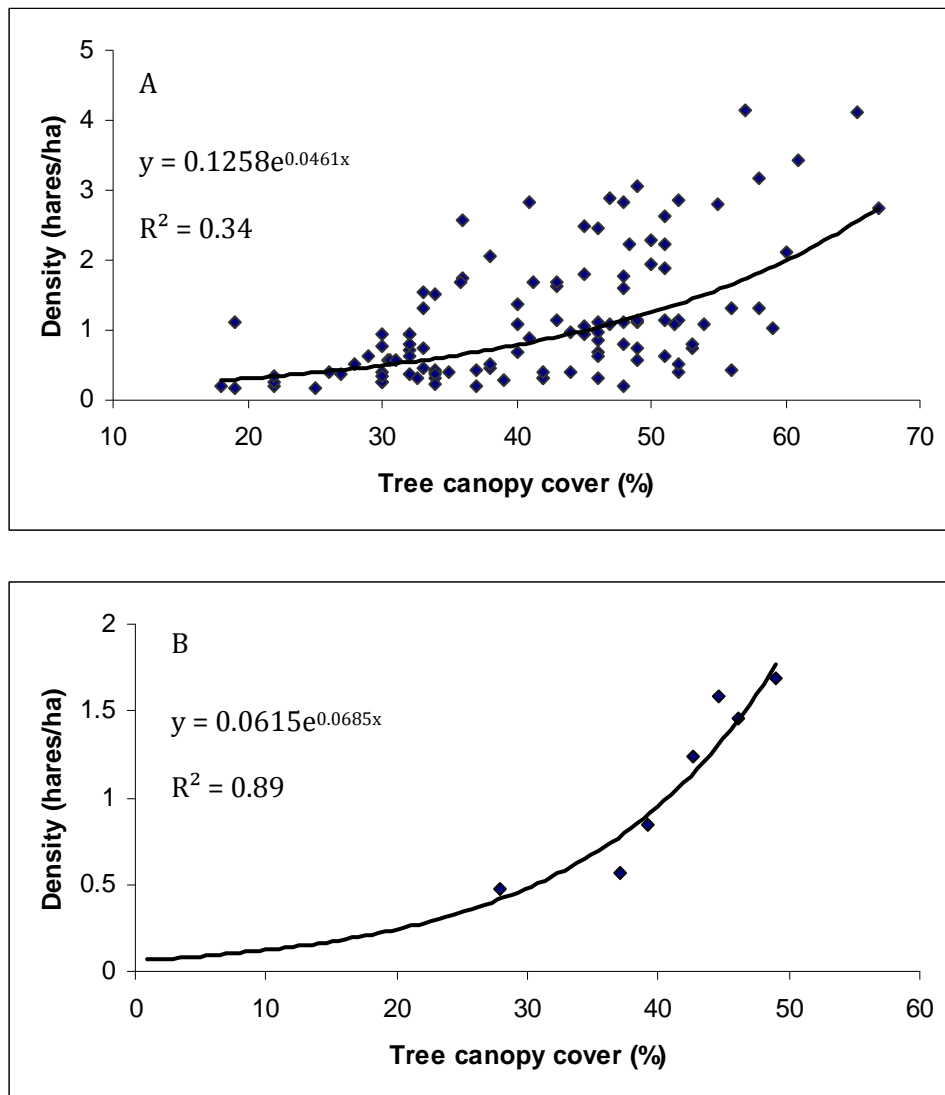 A
y = 0.1258e^0.0461x
R² = 0.34
Density (hares/ha)
5
4
3
2
1
0
10 20 30 40 50 60 70
Tree canopy cover (%)
B
y = 0.0615e^0.0685x
R² = 0.89
Density (hares/ha)
2
1.5
1
0.5
0
0 10 20 30 40 50 60
Tree canopy cover (%)